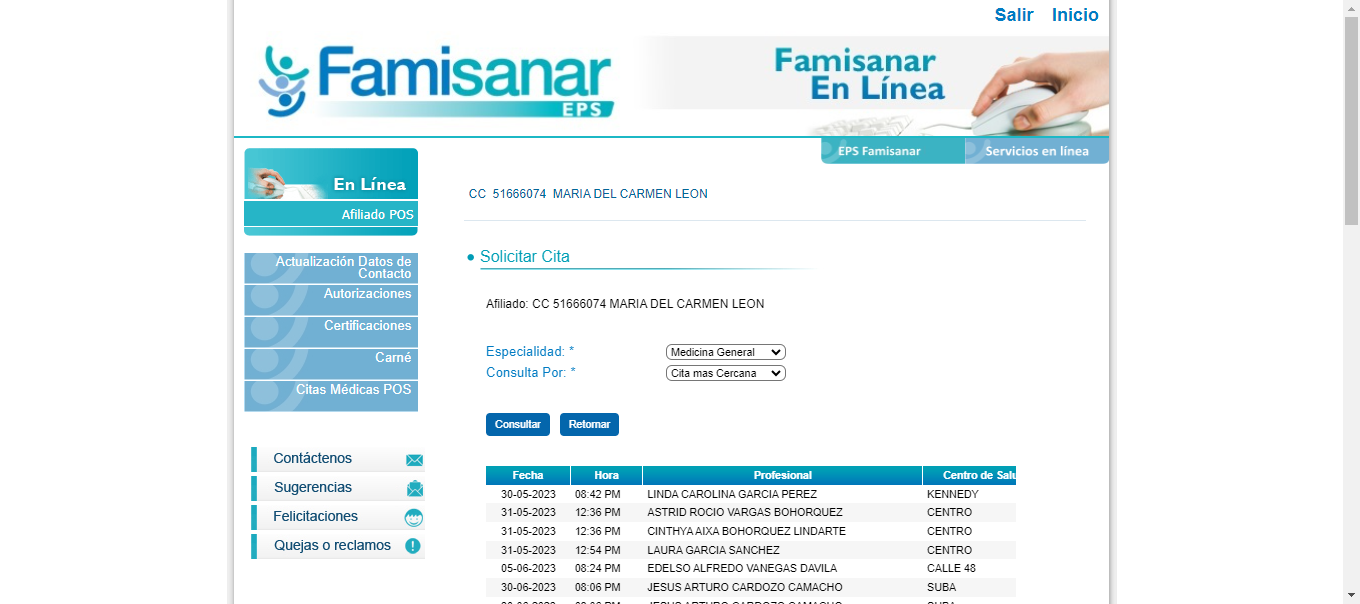 Salir Inicio
Famisanar
EPS
Famisanar
En Línea
EPS Famisanar Servicios en línea
En Línea
Afiliado POS
Actualización Datos de
Contacto
Autorizaciones
Certificaciones
Carné
Citas Médicas POS
Contáctenos
Sugerencias
Felicitaciones
Quejas o reclamos
CC 51666074 MARIA DEL CARMEN LEON
Solicitar Cita
Afiliado: CC 51666074 MARIA DEL CARMEN LEON
Especialidad: * Medicina General
Consulta Por: * Cita mas Cercana
Consultar Retornar
Fecha Hora Profesional Centro de Salu
30-05-2023 08:42 PM LINDA CAROLINA GARCIA PEREZ KENNEDY
31-05-2023 12:36 PM ASTRID ROCIO VARGAS BOHORQUEZ CENTRO
31-05-2023 12:36 PM CINTHYA AIXA BOHORQUEZ LINDARTE CENTRO
31-05-2023 12:54 PM LAURA GARCIA SANCHEZ CENTRO
05-06-2023 08:24 PM EDELSO ALFREDO VANEGAS DAVILA CALLE 48
30-06-2023 08:06 PM JESUS ARTURO CARDOZO CAMACHO SUBA